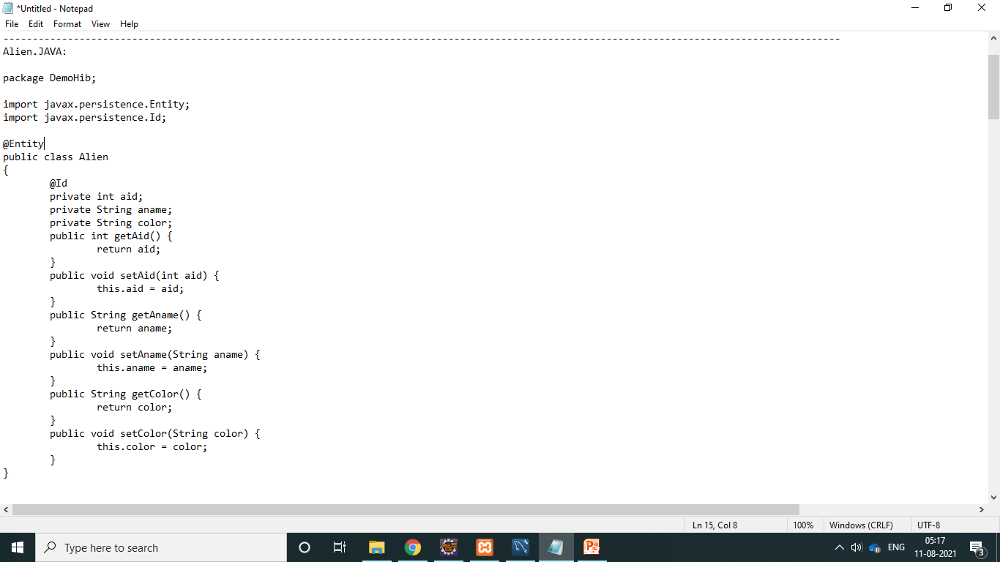 *Untitled - Notepad
File Edit Format View Help
-----------------------------------------------------------------------------------------------------------------------------------------------
Alien.JAVA:
package DemoHib;
import javax.persistence.Entity;
import javax.persistence.Id;
@Entity
public class Alien
{
@Id
private int aid;
private String aname;
private String color;
public int getAid() {
return aid;
}
public void setAid(int aid) {
this.aid = aid;
}
public String getAname() {
return aname;
}
public void setAname(String aname) {
this.aname = aname;
}
public String getColor() {
return color;
}
public void setColor(String color) {
this.color = color;
}
}
Ln 15, Col 8 100% Windows (CRLF) UTF-8
Type here to search
ENG
05:17
11-08-2021
3